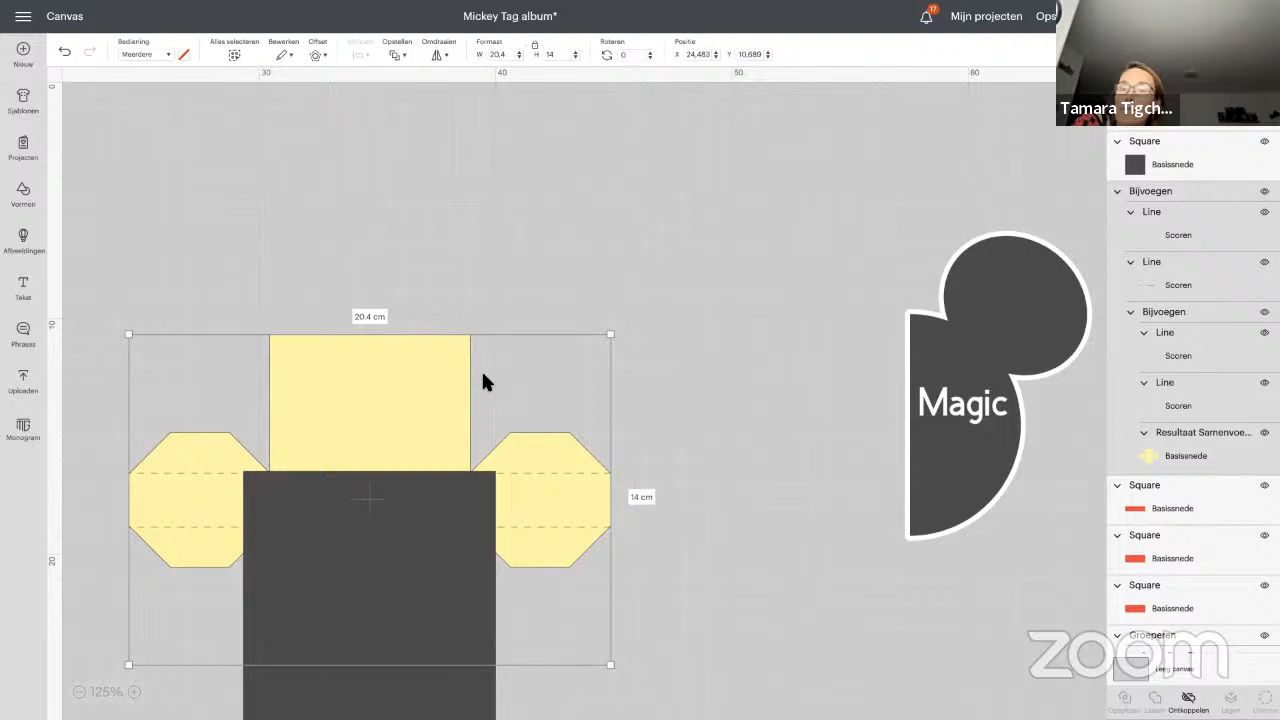 Canvas
Mickey Tag album*
17
Mijn projecten
Ops
Tamara Tigch...
Nieuw
Sjablonen
Projecten
Vormen
Afbeeldingen
Tekst
Phrases
Uploaden
Monogram
Bediening
Meerdere
Alles selecteren
Bewerken
Offset
Uitlijnen
Opstellen
Omdraaien
Formaat
W 20,4
H 14
Roteren
0
Positie
X 24,483
Y 10,689
30
40
50
60
0
10
20
20.4 cm
14 cm
Magic
125%
Square
Basissnede
Bijvoegen
Line
Scoren
Line
Scoren
Bijvoegen
Line
Scoren
Line
Scoren
Resultaat Samenvoe...
Basissnede
Square
Basissnede
Square
Basissnede
Square
Basissnede
Groeperen
Leeg canvas
Ontkoppelen
Lagen
zoom